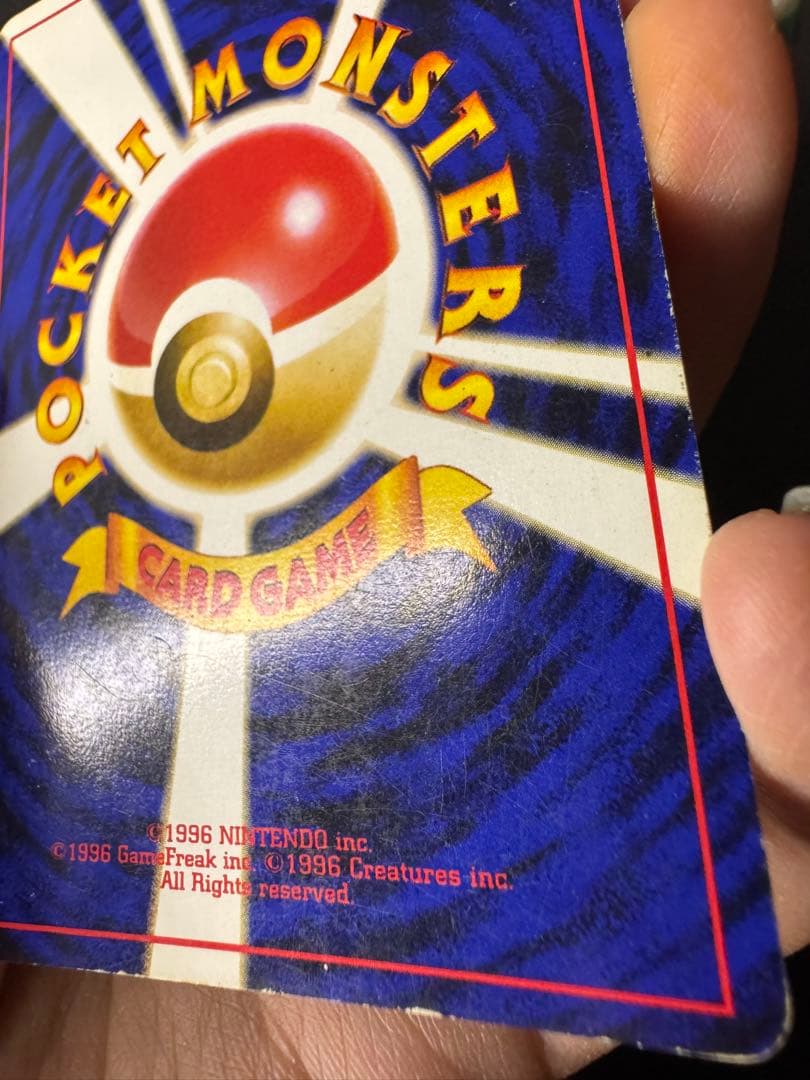 POCKET MONSTERS
CARD GAME
©1996 NINTENDO inc.
©1996 GameFreak inc. ©1996 Creatures inc.
All Rights reserved.